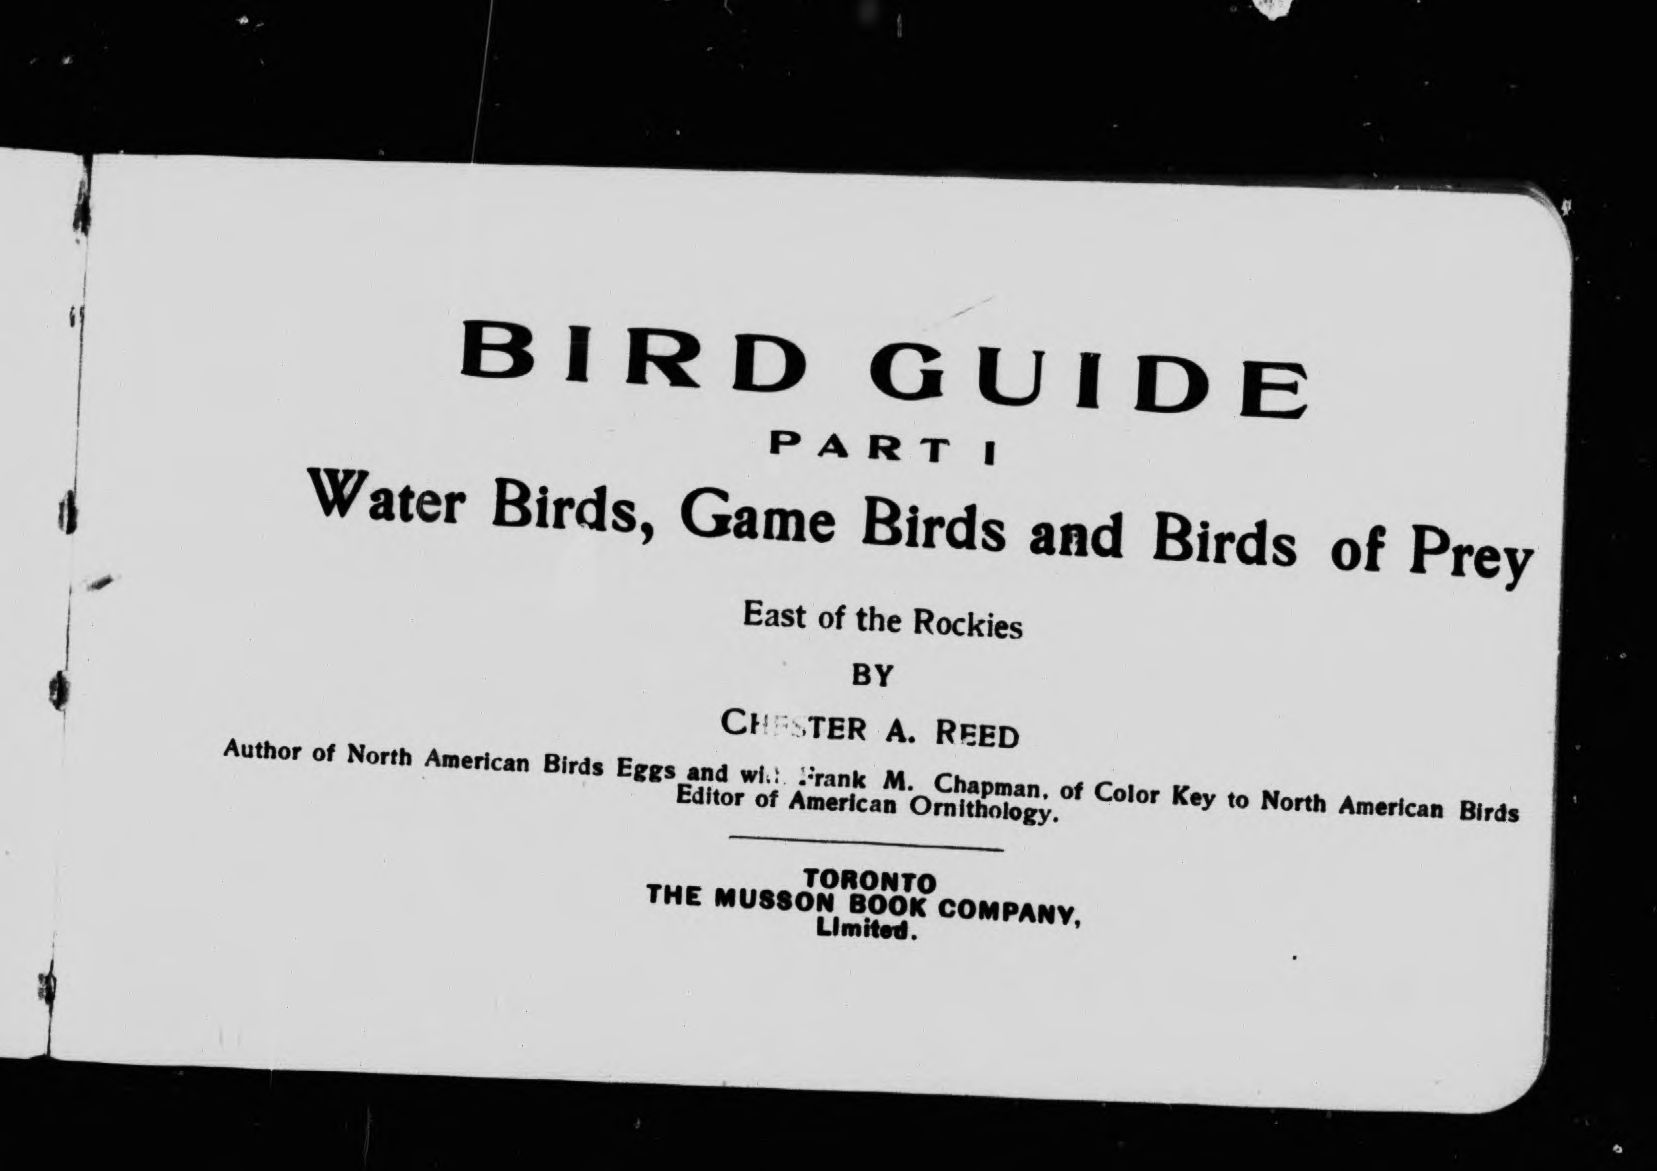 BIRD GUIDE
PART I
Water Birds, Game Birds and Birds of Prey
East of the Rockies
BY
CHESTER A. REED
Author of North American Birds Eggs and with Frank M. Chapman, of Color Key to North American Birds
Editor of American Ornithology.
TORONTO
THE MUSSON BOOK COMPANY,
Limited.